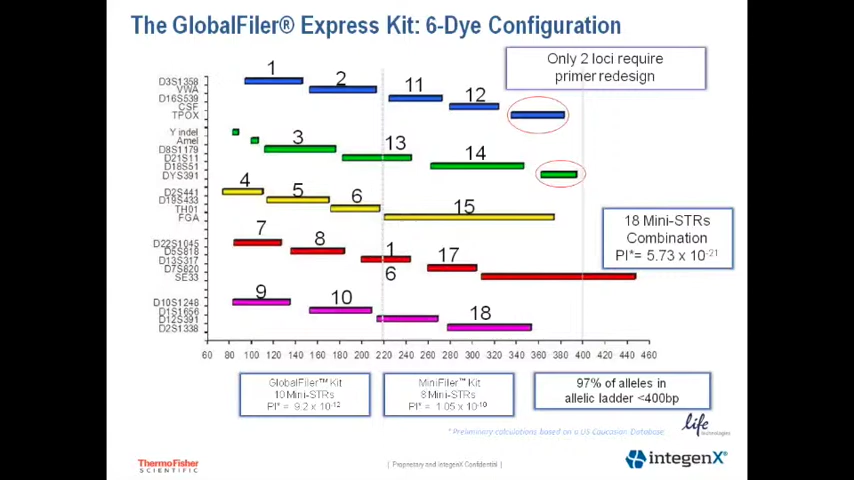 The GlobalFiler® Express Kit: 6-Dye Configuration
Only 2 loci require
primer redesign
D3S1358
VWA
D16S539
CSF
TPOX
1
2
11
12
Y indel
Amel
D8S1179
D21S11
D18S51
DYS391
3
13
14
D2S441
D19S433
TH01
FGA
4
5
6
15
18 Mini-STRs
Combination
PI*= 5.73 x 10-21
D22S1045
D5S818
D13S317
D7S820
SE33
7
8
1
6
17
D10S1248
D1S1656
D12S391
D2S1338
9
10
18
60 80 100 120 140 160 180 200 220 240 260 280 300 320 340 360 380 400 420 440 460
GlobalFiler™ Kit
10 Mini-STRs
PI* = 9.2 x 10-12
MiniFiler™ Kit
8 Mini-STRs
PI* = 1.05 x 10-10
97% of alleles in
allelic ladder <400bp
* Preliminary calculations based on a US Caucasian Database.
life
technologies
ThermoFisher
SCIENTIFIC
| Proprietary and IntegenX Confidential |
integenX®